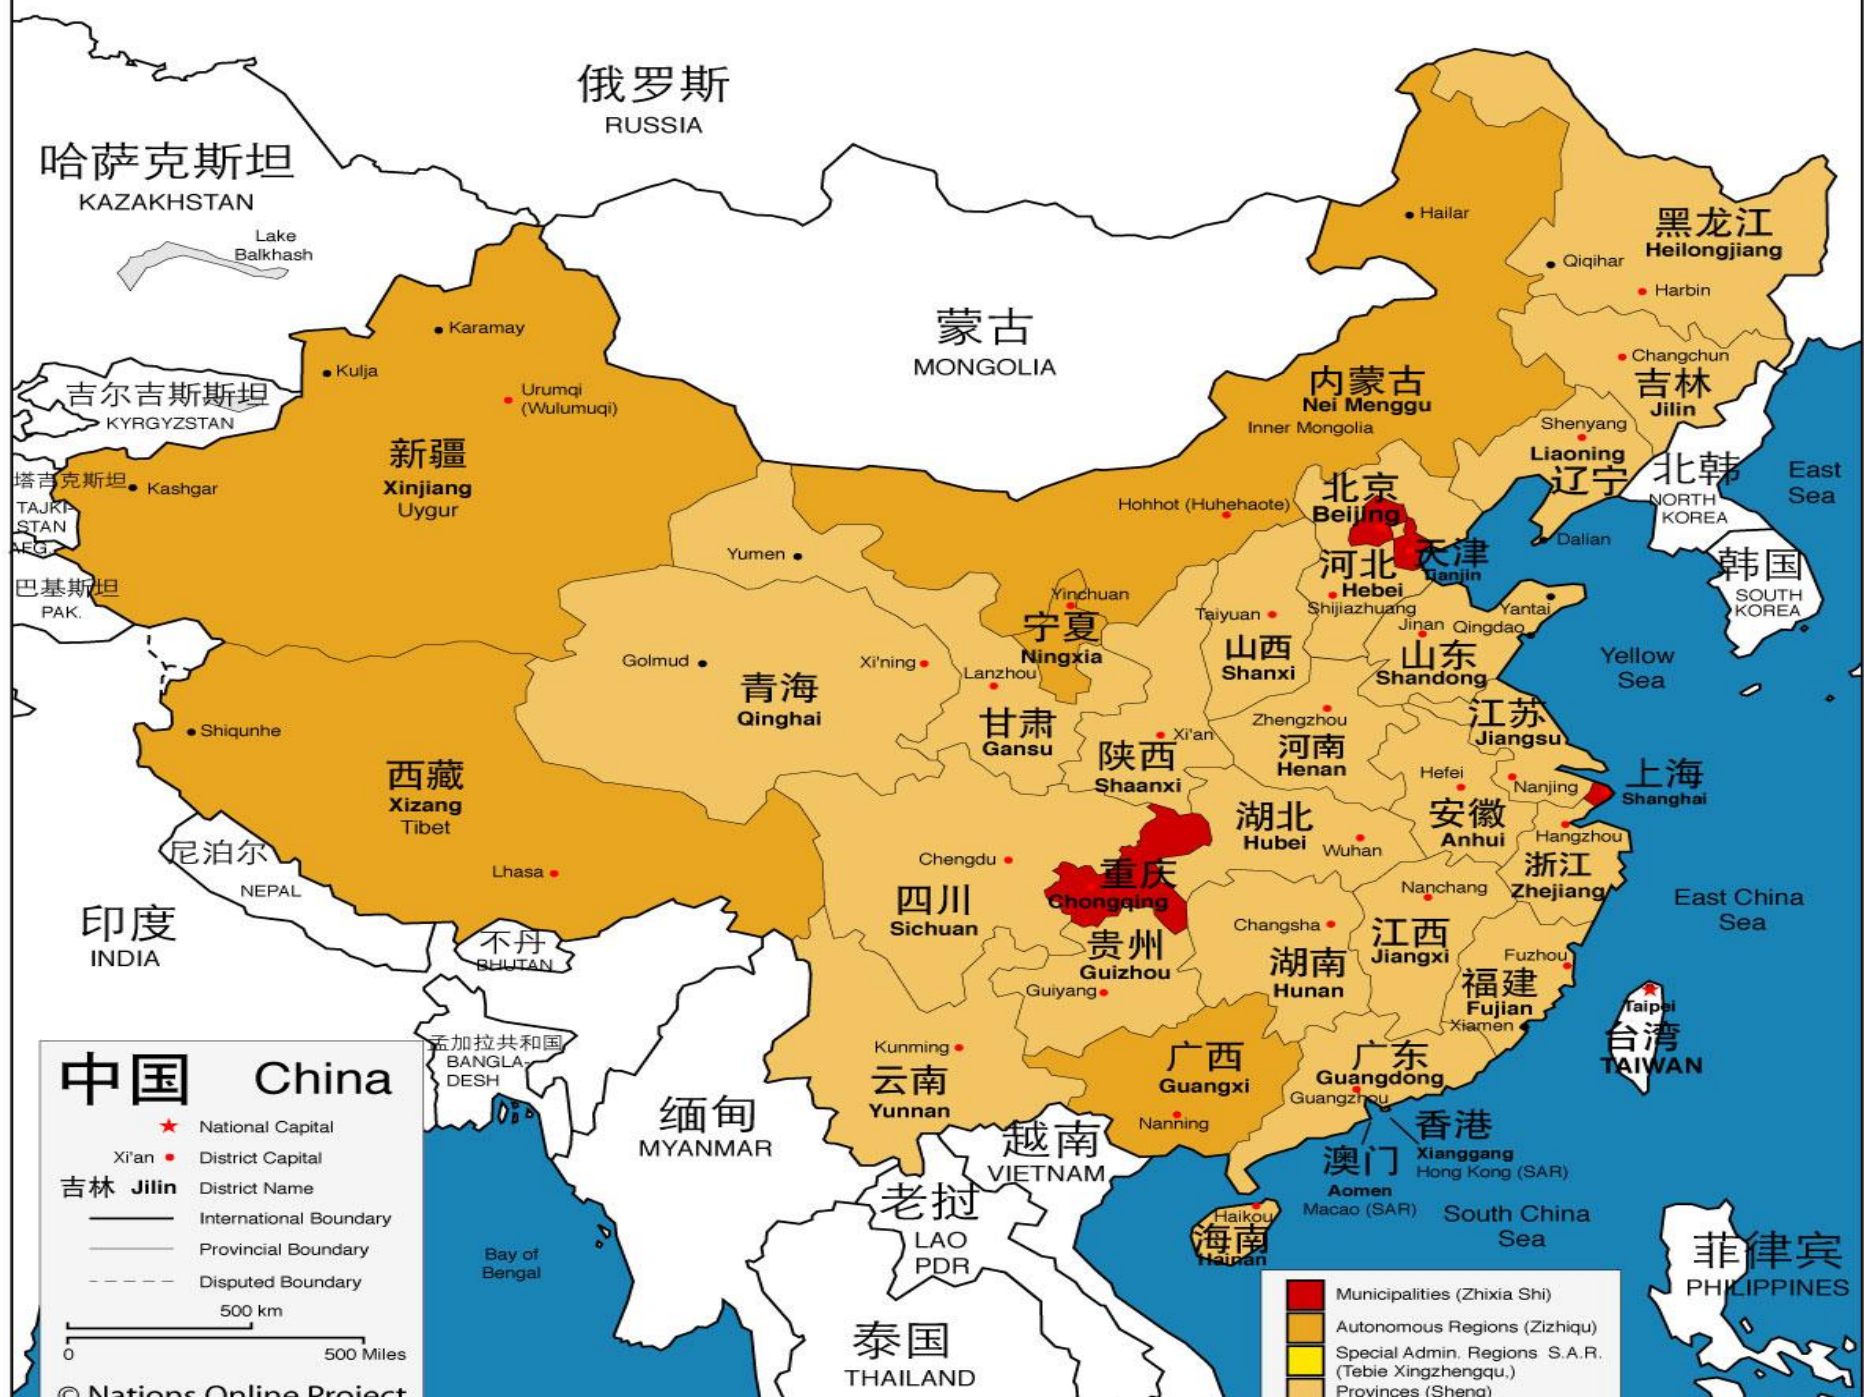 俄罗斯
RUSSIA
哈萨克斯坦
KAZAKHSTAN
Lake
Balkhash
蒙古
MONGOLIA
Hailar
黑龙江
Heilongjiang
Qiqihar
Harbin
Changchun
吉林
Jilin
Karamay
Kulja
Urumqi
(Wulumuqi)
吉尔吉斯斯坦
KYRGYZSTAN
新疆
Xinjiang
Uygur
塔吉克斯坦
TAJKI-
STAN
AFG.
Kashgar
巴基斯坦
PAK.
内蒙古
Nei Menggu
Inner Mongolia
Shenyang
Liaoning
辽宁
北韩
NORTH
KOREA
East
Sea
Hohhot (Huhehaote)
北京
Beijing
天津
Tianjin
Dalian
韩国
SOUTH
KOREA
Yumen
河北
Hebei
Shijiazhuang
Yinchuan
宁夏
Ningxia
Taiyuan
山西
Shanxi
Yantai
Jinan
Qingdao
山东
Shandong
Yellow
Sea
Golmud
Xi'ning
Lanzhou
青海
Qinghai
甘肃
Gansu
Shiqunhe
西藏
Xizang
Tibet
Lhasa
Xi'an
陕西
Shaanxi
Zhengzhou
河南
Henan
江苏
Jiangsu
Hefei
Nanjing
上海
Shanghai
安徽
Anhui
湖北
Hubei
Wuhan
Hangzhou
浙江
Zhejiang
East China
Sea
Chengdu
四川
Sichuan
重庆
Chongqing
贵州
Guizhou
Guiyang
Changsha
湖南
Hunan
Nanchang
江西
Jiangxi
Fuzhou
福建
Fujian
Xiamen
Taipei
台湾
TAIWAN
尼泊尔
NEPAL
印度
INDIA
不丹
BHUTAN
孟加拉共和国
BANGLA-
DESH
Kunming
云南
Yunnan
广西
Guangxi
Nanning
广东
Guangdong
Guangzhou
香港
Xianggang
Hong Kong (SAR)
澳门
Aomen
Macao (SAR)
缅甸
MYANMAR
越南
VIETNAM
老挝
LAO
PDR
Haikou
海南
Hainan
South China
Sea
菲律宾
PHILIPPINES
Bay of
Bengal
泰国
THAILAND
中国 China
National Capital
Xi'an District Capital
吉林 Jilin District Name
International Boundary
Provincial Boundary
Disputed Boundary
500 km
0 500 Miles
© Nations Online Project
Municipalities (Zhixia Shi)
Autonomous Regions (Zizhiqu)
Special Admin. Regions S.A.R.
(Tebie Xingzhengqu,)
Provinces (Sheng)